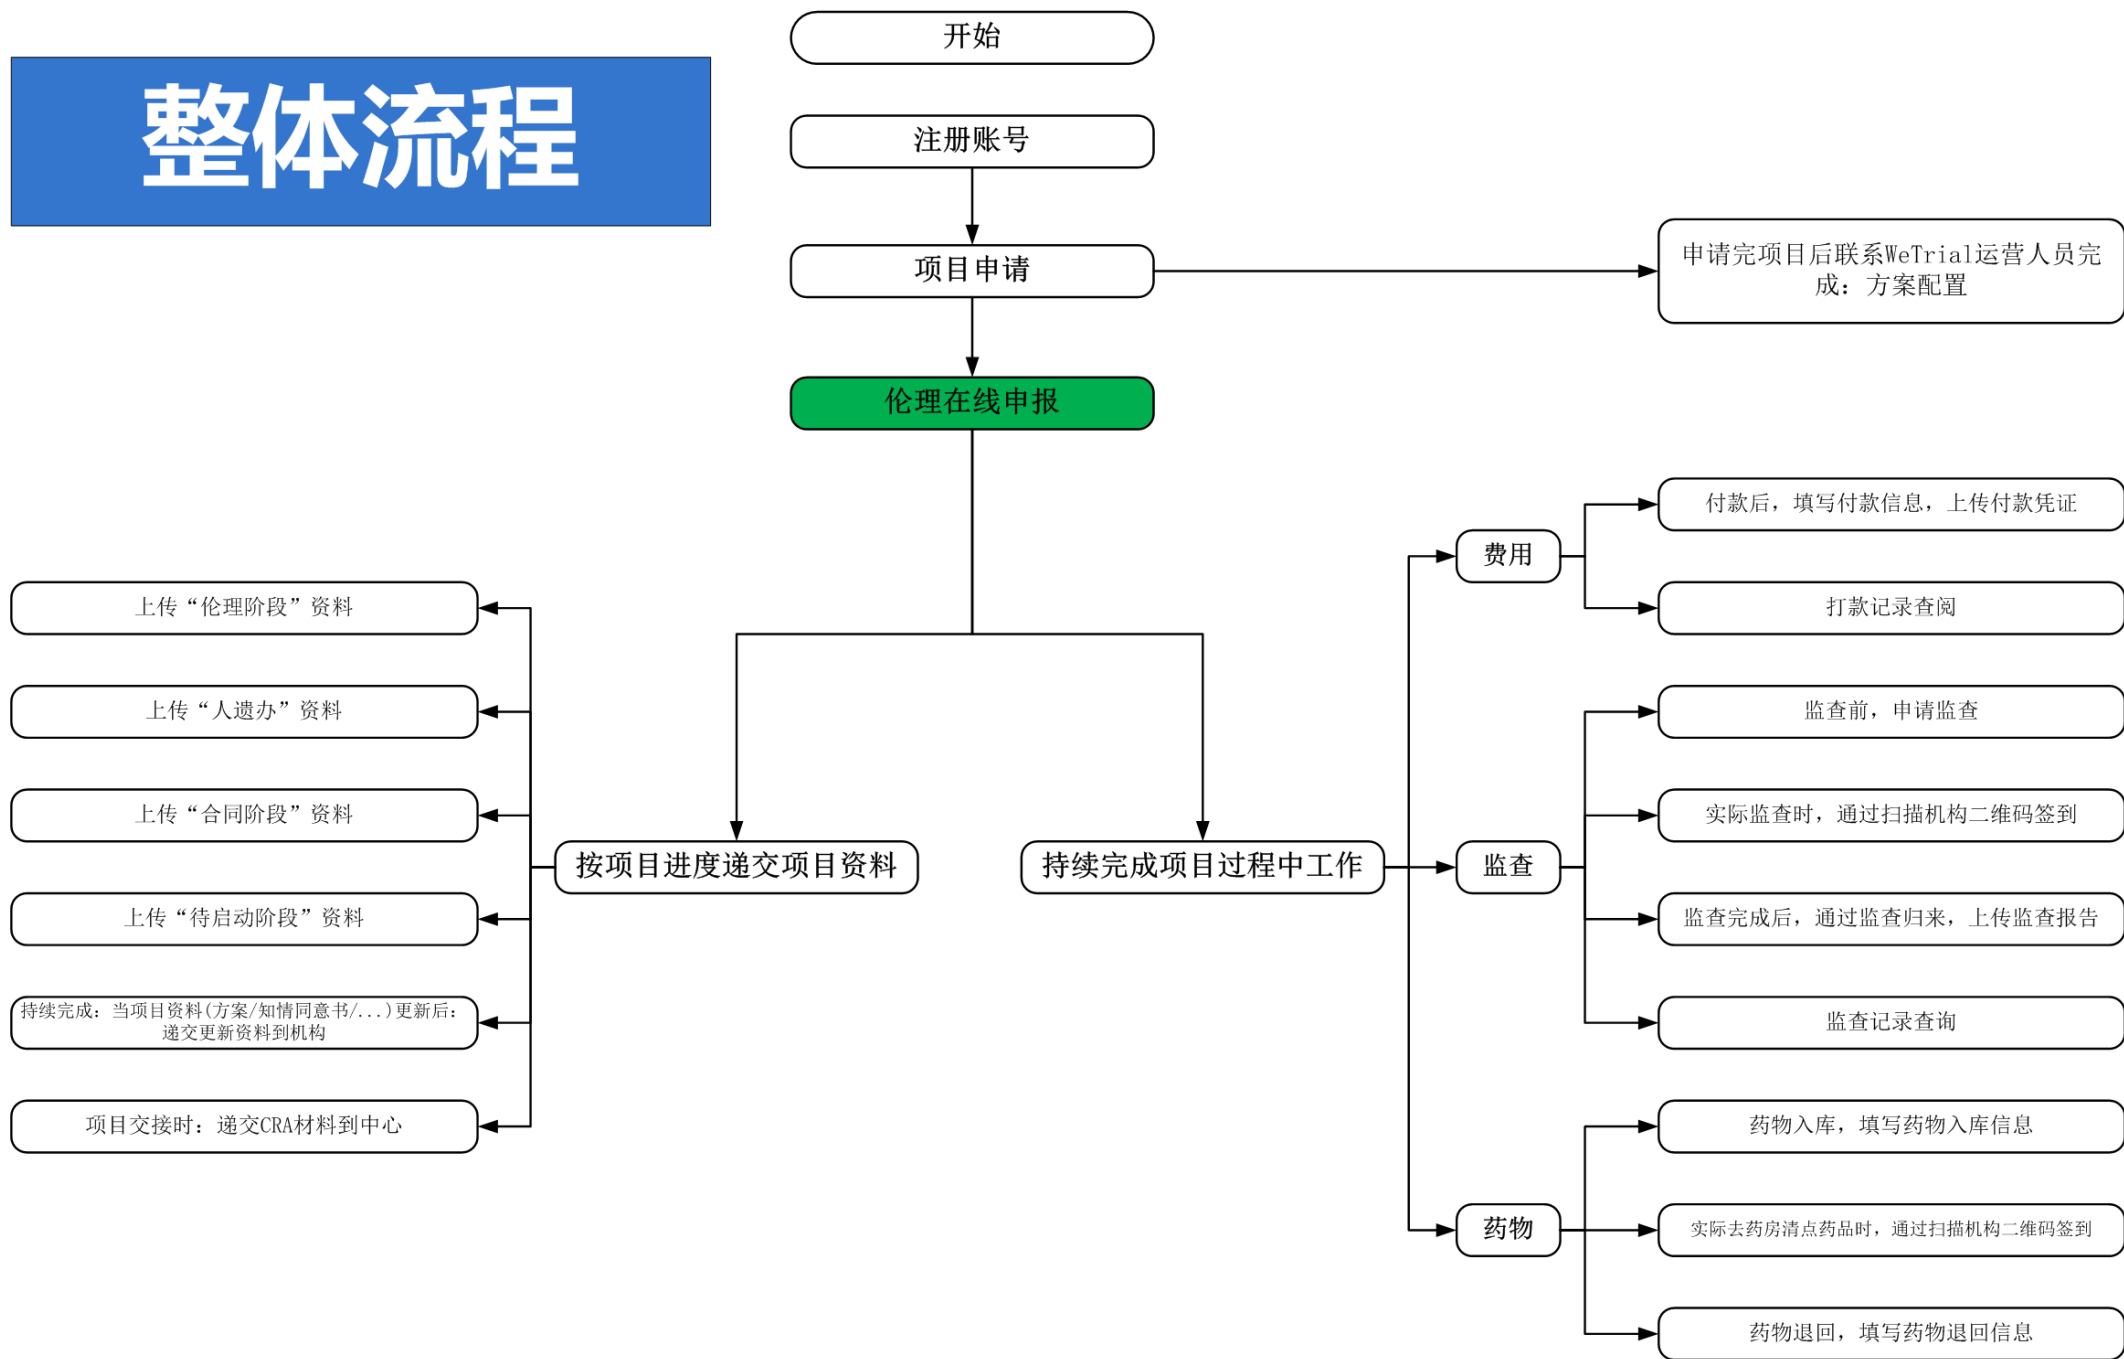 整体流程
开始
注册账号
项目申请
申请完项目后联系WeTrial运营人员完
成：方案配置
伦理在线申报
按项目进度递交项目资料
上传“伦理阶段”资料
上传“人遗办”资料
上传“合同阶段”资料
上传“待启动阶段”资料
持续完成：当项目资料(方案/知情同意书/...)更新后：
递交更新资料到机构
项目交接时：递交CRA材料到中心
持续完成项目过程中工作
费用
付款后，填写付款信息，上传付款凭证
打款记录查阅
监查
监查前，申请监查
实际监查时，通过扫描机构二维码签到
监查完成后，通过监查归来，上传监查报告
监查记录查询
药物
药物入库，填写药物入库信息
实际去药房清点药品时，通过扫描机构二维码签到
药物退回，填写药物退回信息